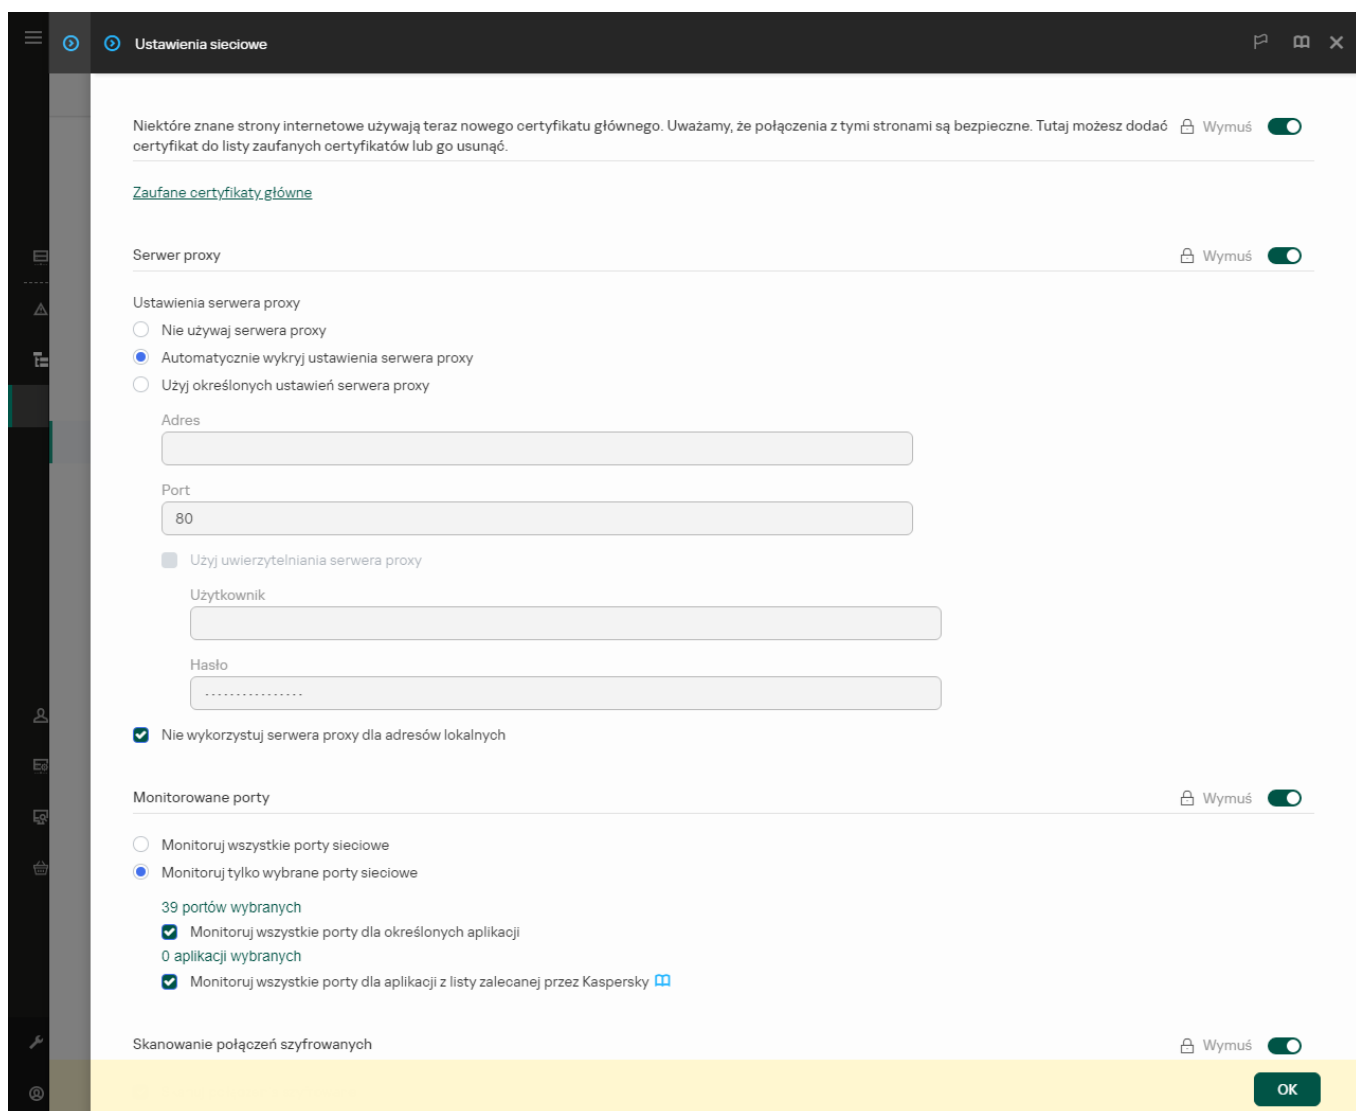 Ustawienia sieciowe
Niektóre znane strony internetowe używają teraz nowego certyfikatu głównego. Uważamy, że połączenia z tymi stronami są bezpieczne. Tutaj możesz dodać
certyfikat do listy zaufanych certyfikatów lub go usunąć.
Wymuś
Zaufane certyfikaty główne
Serwer proxy
Wymuś
Ustawienia serwera proxy
Nie używaj serwera proxy
Automatycznie wykryj ustawienia serwera proxy
Użyj określonych ustawień serwera proxy
Adres
Port
80
Użyj uwierzytelniania serwera proxy
Użytkownik
Hasło
................
Nie wykorzystuj serwera proxy dla adresów lokalnych
Monitorowane porty
Wymuś
Monitoruj wszystkie porty sieciowe
Monitoruj tylko wybrane porty sieciowe
39 portów wybranych
Monitoruj wszystkie porty dla określonych aplikacji
0 aplikacji wybranych
Monitoruj wszystkie porty dla aplikacji z listy zalecanej przez Kaspersky
Skanowanie połączeń szyfrowanych
Wymuś
OK